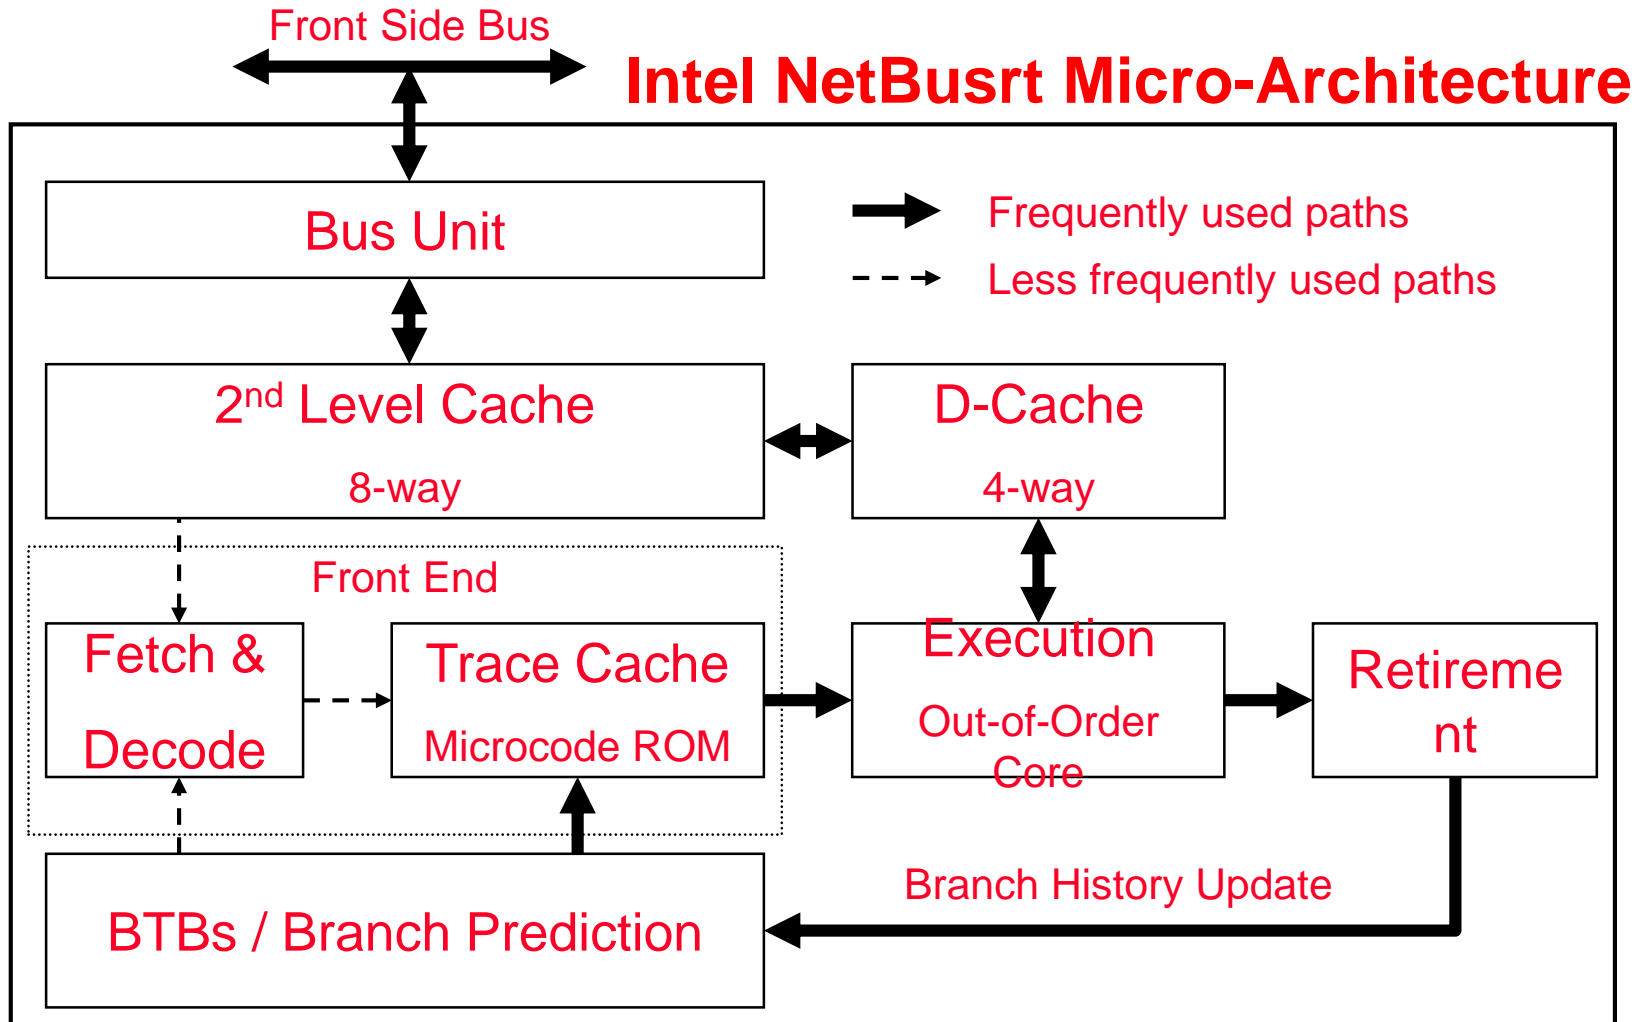 Front Side Bus
Intel NetBusrt Micro-Architecture
Bus Unit
Frequently used paths
Less frequently used paths
2nd Level Cache
8-way
D-Cache
4-way
Front End
Fetch &
Decode
Trace Cache
Microcode ROM
Execution
Out-of-Order
Core
Retireme
nt
Branch History Update
BTBs / Branch Prediction